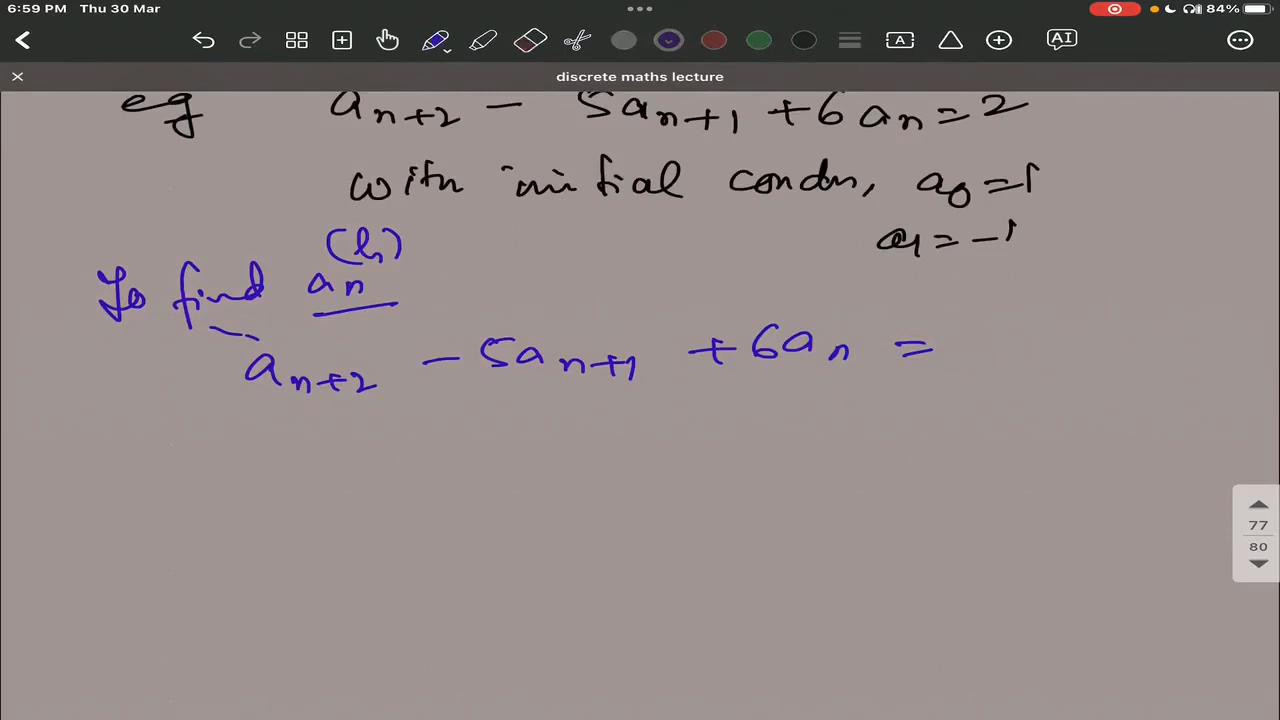 6:59 PM Thu 30 Mar
84%
A
AI
discrete maths lecture
eg aₙ₊₂ − 5aₙ₊₁ + 6aₙ = 2
with initial condn, a₀ = 1
a₁ = −1
To find aₙ⁽ʰ⁾
aₙ₊₂ − 5aₙ₊₁ + 6aₙ =
77
80